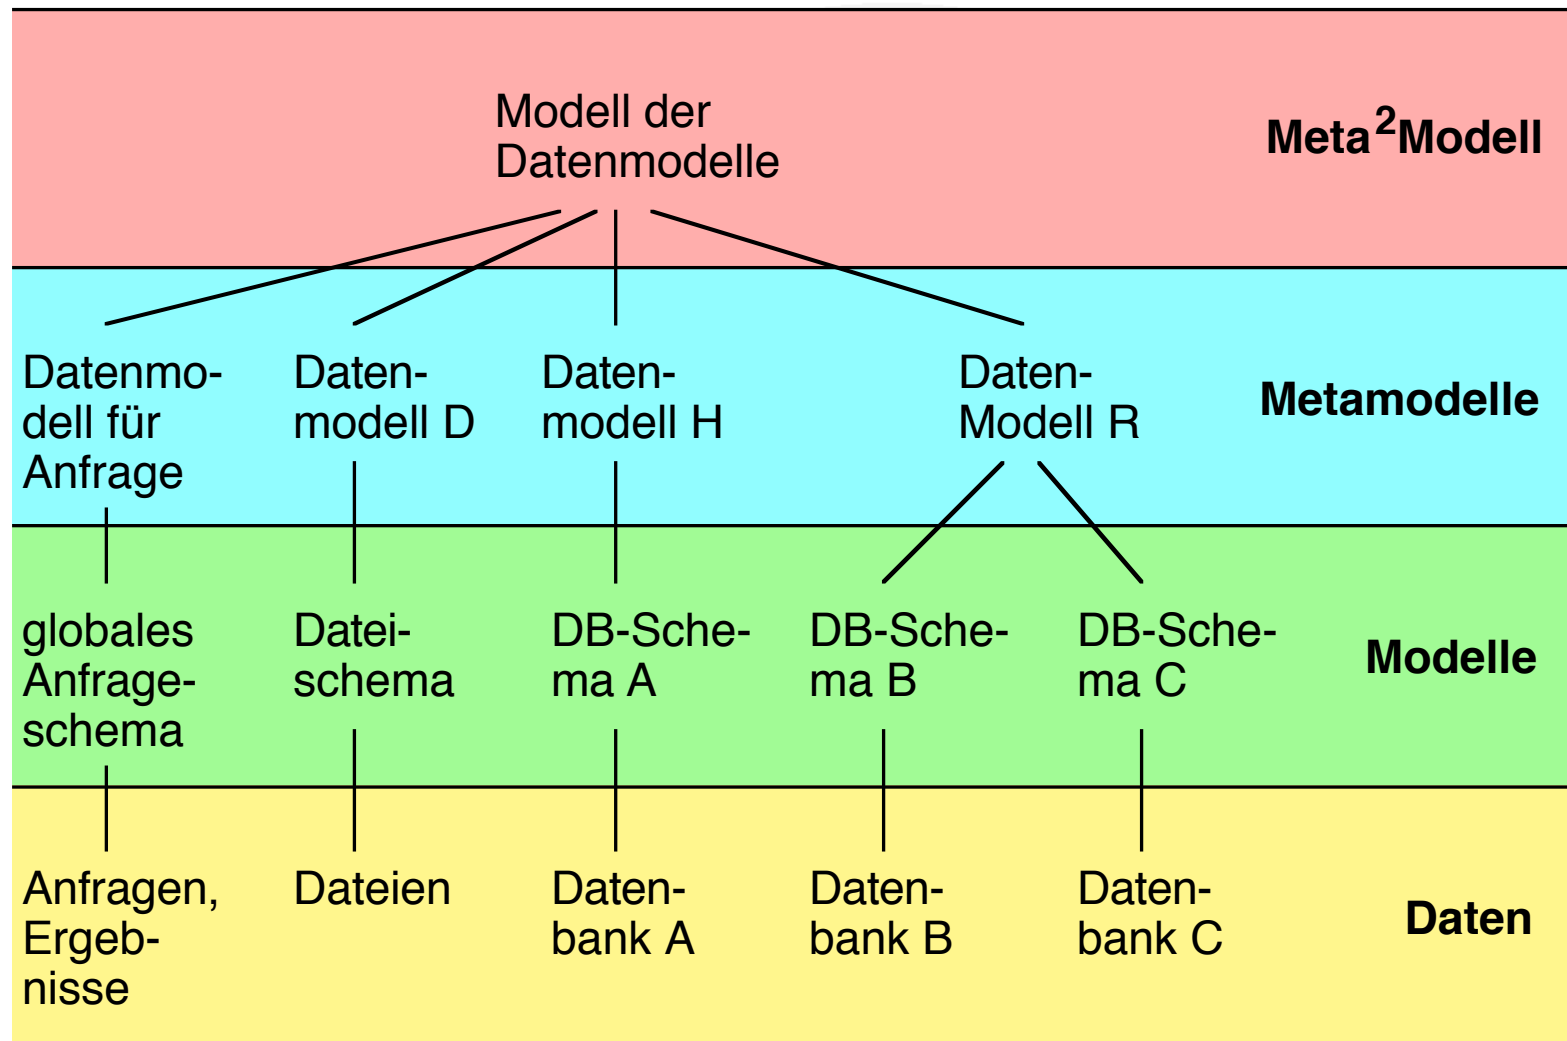 Modell der
Datenmodelle
Meta²Modell
Datenmo-
dell für
Anfrage
Daten-
modell D
Daten-
modell H
Daten-
Modell R
Metamodelle
globales
Anfrage-
schema
Datei-
schema
DB-Sche-
ma A
DB-Sche-
ma B
DB-Sche-
ma C
Modelle
Anfragen,
Ergeb-
nisse
Dateien
Daten-
bank A
Daten-
bank B
Daten-
bank C
Daten